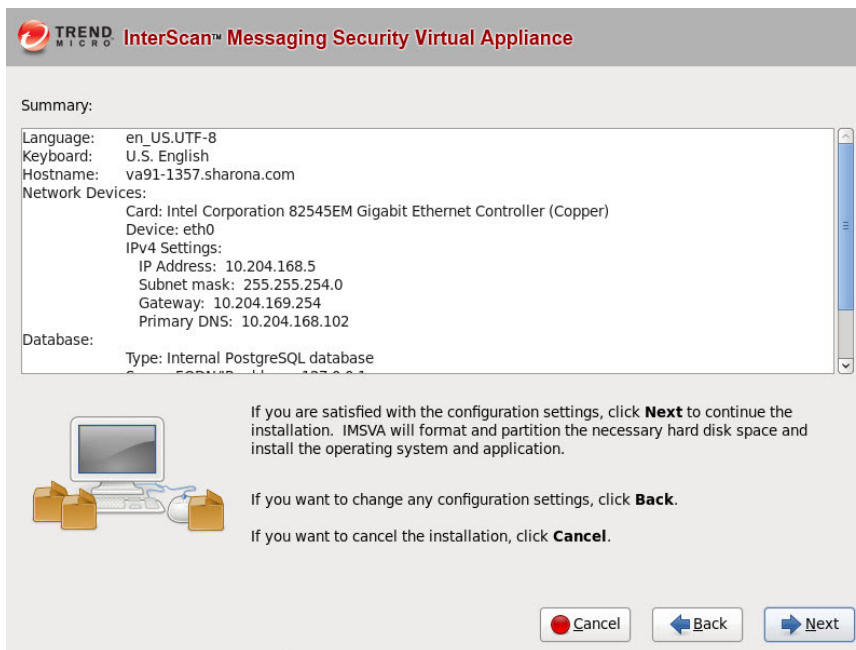 TREND MICRO InterScan™ Messaging Security Virtual Appliance
Summary:
Language: en_US.UTF-8
Keyboard: U.S. English
Hostname: va91-1357.sharona.com
Network Devices:
Card: Intel Corporation 82545EM Gigabit Ethernet Controller (Copper)
Device: eth0
IPv4 Settings:
IP Address: 10.204.168.5
Subnet mask: 255.255.254.0
Gateway: 10.204.169.254
Primary DNS: 10.204.168.102
Database:
Type: Internal PostgreSQL database
If you are satisfied with the configuration settings, click Next to continue the
installation. IMSVA will format and partition the necessary hard disk space and
install the operating system and application.
If you want to change any configuration settings, click Back.
If you want to cancel the installation, click Cancel.
Cancel Back Next